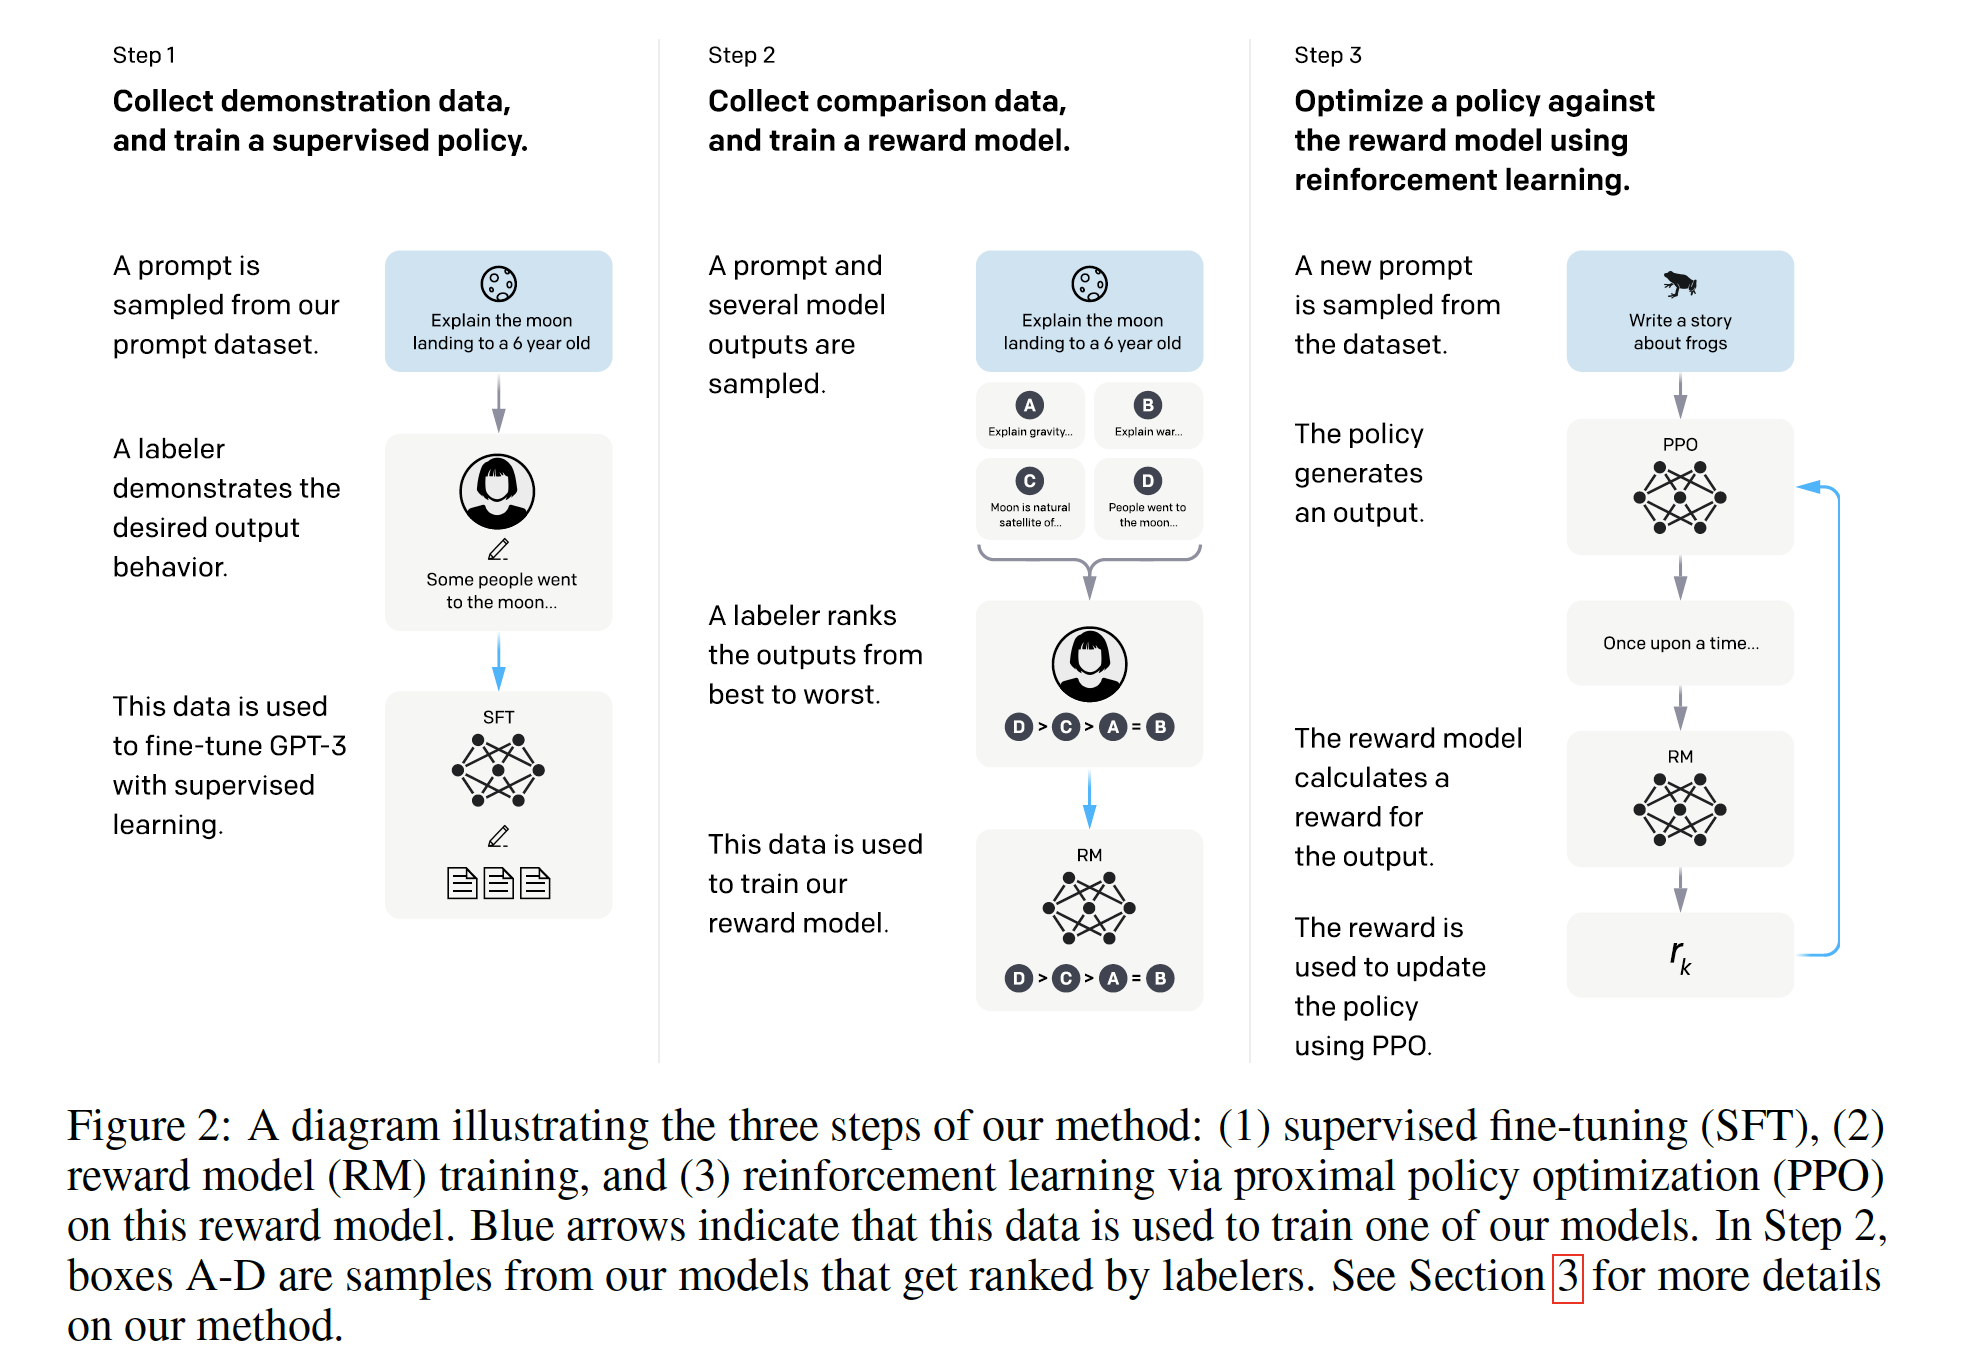 Step 1
Collect demonstration data,
and train a supervised policy.
A prompt is
sampled from our
prompt dataset.
Explain the moon
landing to a 6 year old
A labeler
demonstrates the
desired output
behavior.
Some people went
to the moon...
This data is used
to fine-tune GPT-3
with supervised
learning.
SFT
Step 2
Collect comparison data,
and train a reward model.
A prompt and
several model
outputs are
sampled.
Explain the moon
landing to a 6 year old
A
Explain gravity...
B
Explain war...
C
Moon is natural
satellite of...
D
People went to
the moon...
A labeler ranks
the outputs from
best to worst.
D > C > A = B
This data is used
to train our
reward model.
RM
D > C > A = B
Step 3
Optimize a policy against
the reward model using
reinforcement learning.
A new prompt
is sampled from
the dataset.
Write a story
about frogs
The policy
generates
an output.
PPO
Once upon a time...
The reward model
calculates a
reward for
the output.
RM
The reward is
used to update
the policy
using PPO.
rk
Figure 2: A diagram illustrating the three steps of our method: (1) supervised fine-tuning (SFT), (2)
reward model (RM) training, and (3) reinforcement learning via proximal policy optimization (PPO)
on this reward model. Blue arrows indicate that this data is used to train one of our models. In Step 2,
boxes A-D are samples from our models that get ranked by labelers. See Section 3 for more details
on our method.